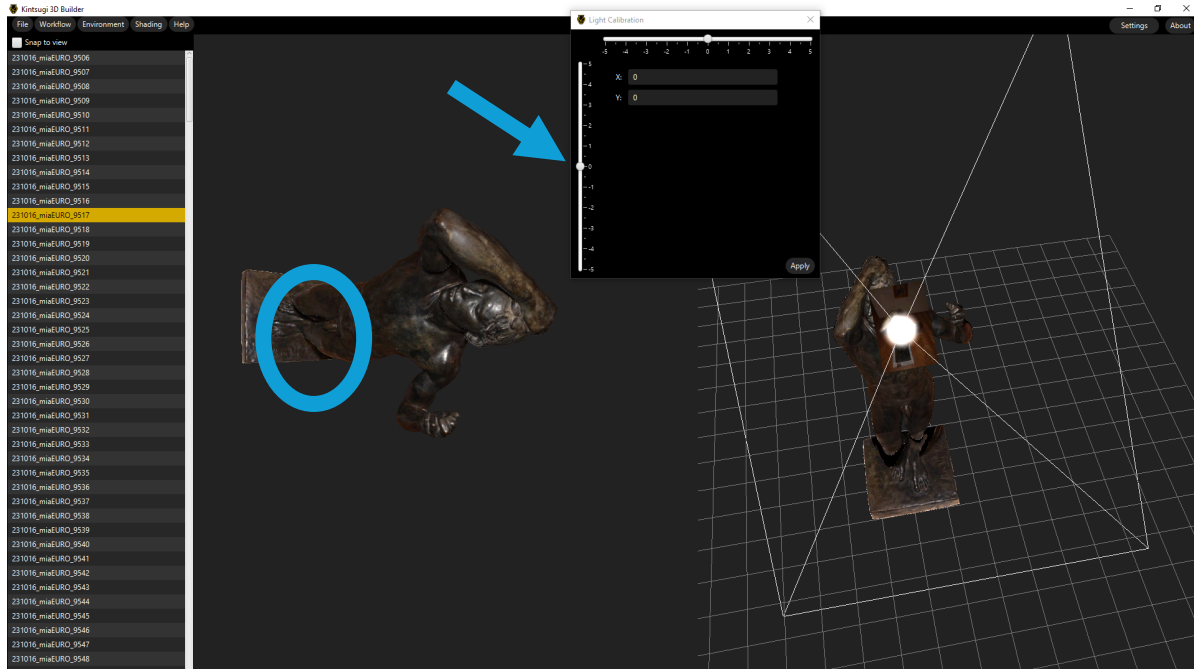 Kintsugi 3D Builder
File Workflow Environment Shading Help
Settings About
Snap to view
231016_miaEURO_9506
231016_miaEURO_9507
231016_miaEURO_9508
231016_miaEURO_9509
231016_miaEURO_9510
231016_miaEURO_9511
231016_miaEURO_9512
231016_miaEURO_9513
231016_miaEURO_9514
231016_miaEURO_9515
231016_miaEURO_9516
231016_miaEURO_9517
231016_miaEURO_9518
231016_miaEURO_9519
231016_miaEURO_9520
231016_miaEURO_9521
231016_miaEURO_9522
231016_miaEURO_9523
231016_miaEURO_9524
231016_miaEURO_9525
231016_miaEURO_9526
231016_miaEURO_9527
231016_miaEURO_9528
231016_miaEURO_9529
231016_miaEURO_9530
231016_miaEURO_9531
231016_miaEURO_9532
231016_miaEURO_9533
231016_miaEURO_9534
231016_miaEURO_9535
231016_miaEURO_9536
231016_miaEURO_9537
231016_miaEURO_9538
231016_miaEURO_9539
231016_miaEURO_9540
231016_miaEURO_9541
231016_miaEURO_9542
231016_miaEURO_9543
231016_miaEURO_9544
231016_miaEURO_9545
231016_miaEURO_9546
231016_miaEURO_9547
231016_miaEURO_9548
Light Calibration
-5 -4 -3 -2 -1 0 1 2 3 4 5
5
4
3
2
1
0
-1
-2
-3
-4
-5
X: 0
Y: 0
Apply